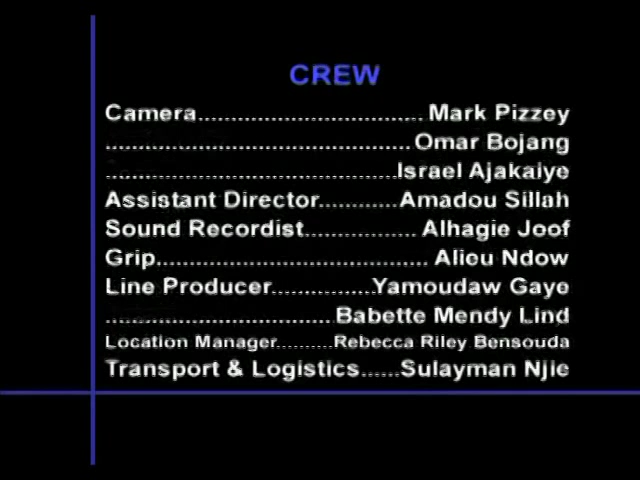 CREW
Camera.................................. Mark Pizzey
..............................................Omar Bojang
............................................Israel Ajakaiye
Assistant Director............Amadou Sillah
Sound Recordist................. Alhagie Joof
Grip......................................... Alieu Ndow
Line Producer...............Yamoudaw Gaye
..................................Babette Mendy Lind
Location Manager.........Rebecca Riley Bensouda
Transport & Logistics......Sulayman Njie